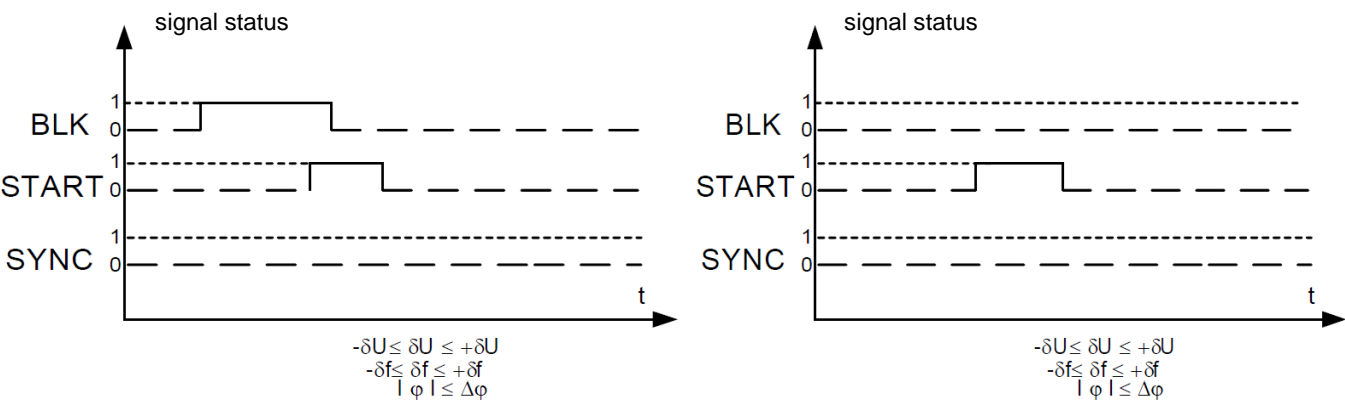 signal status
1
BLK 0
1
START 0
1
SYNC 0
t
-δU≤ δU ≤ +δU
-δf≤ δf ≤ +δf
| φ | ≤ Δφ
signal status
1
BLK 0
1
START 0
1
SYNC 0
t
-δU≤ δU ≤ +δU
-δf≤ δf ≤ +δf
| φ | ≤ Δφ